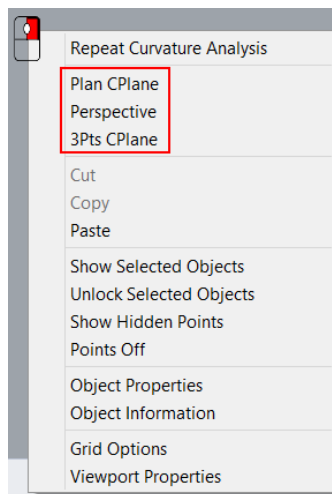 Repeat Curvature Analysis
Plan CPlane
Perspective
3Pts CPlane
Cut
Copy
Paste
Show Selected Objects
Unlock Selected Objects
Show Hidden Points
Points Off
Object Properties
Object Information
Grid Options
Viewport Properties